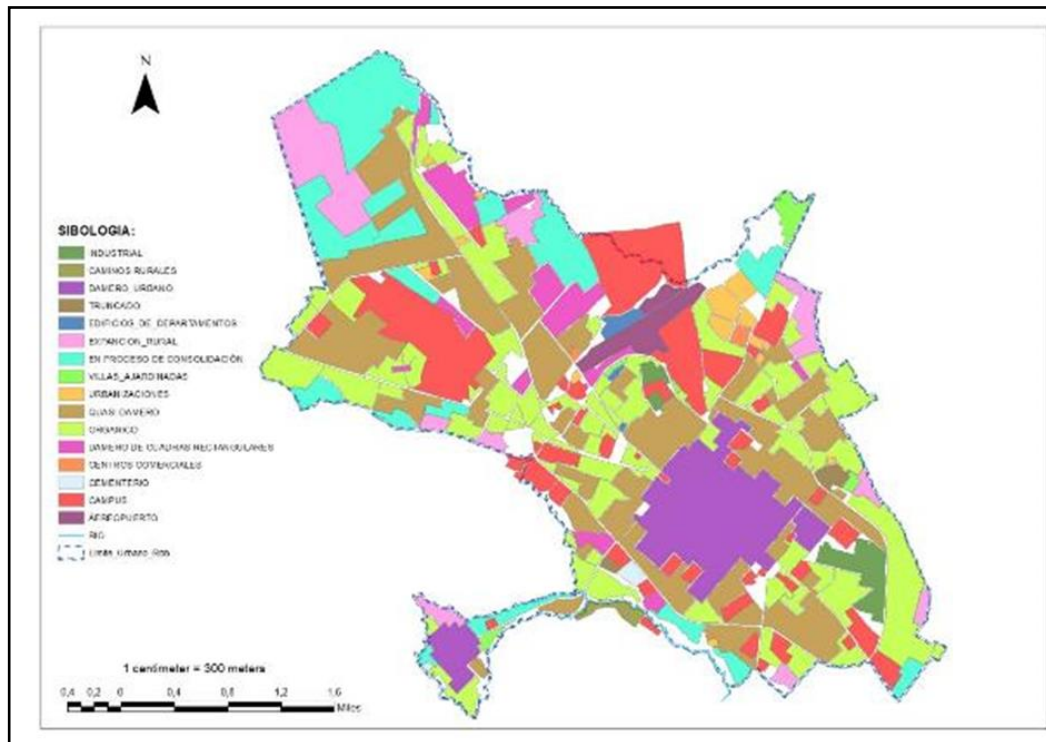 N
SIBOLOGIA:
INDUSTRIAL
CAMINOS RURALES
DAMERO_URBANO
TRUNCADO
EDIFICIOS_DE_DEPARTAMENTOS
EXPANCION_RURAL
EN PROCESO DE CONSOLIDACIÓN
VILLAS_AJARDINADAS
URBANIZACIONES
QUASI DAMERO
ORGANICO
DAMERO DE CUADRAS RECTANGULARES
CENTROS COMERCIALES
CEMENTERIO
CAMPUS
AEREOPUERTO
RIO
Limite_Urbano_Rbb
1 centimeter = 300 meters
0,4 0,2 0 0,4 0,8 1,2 1,6
Miles